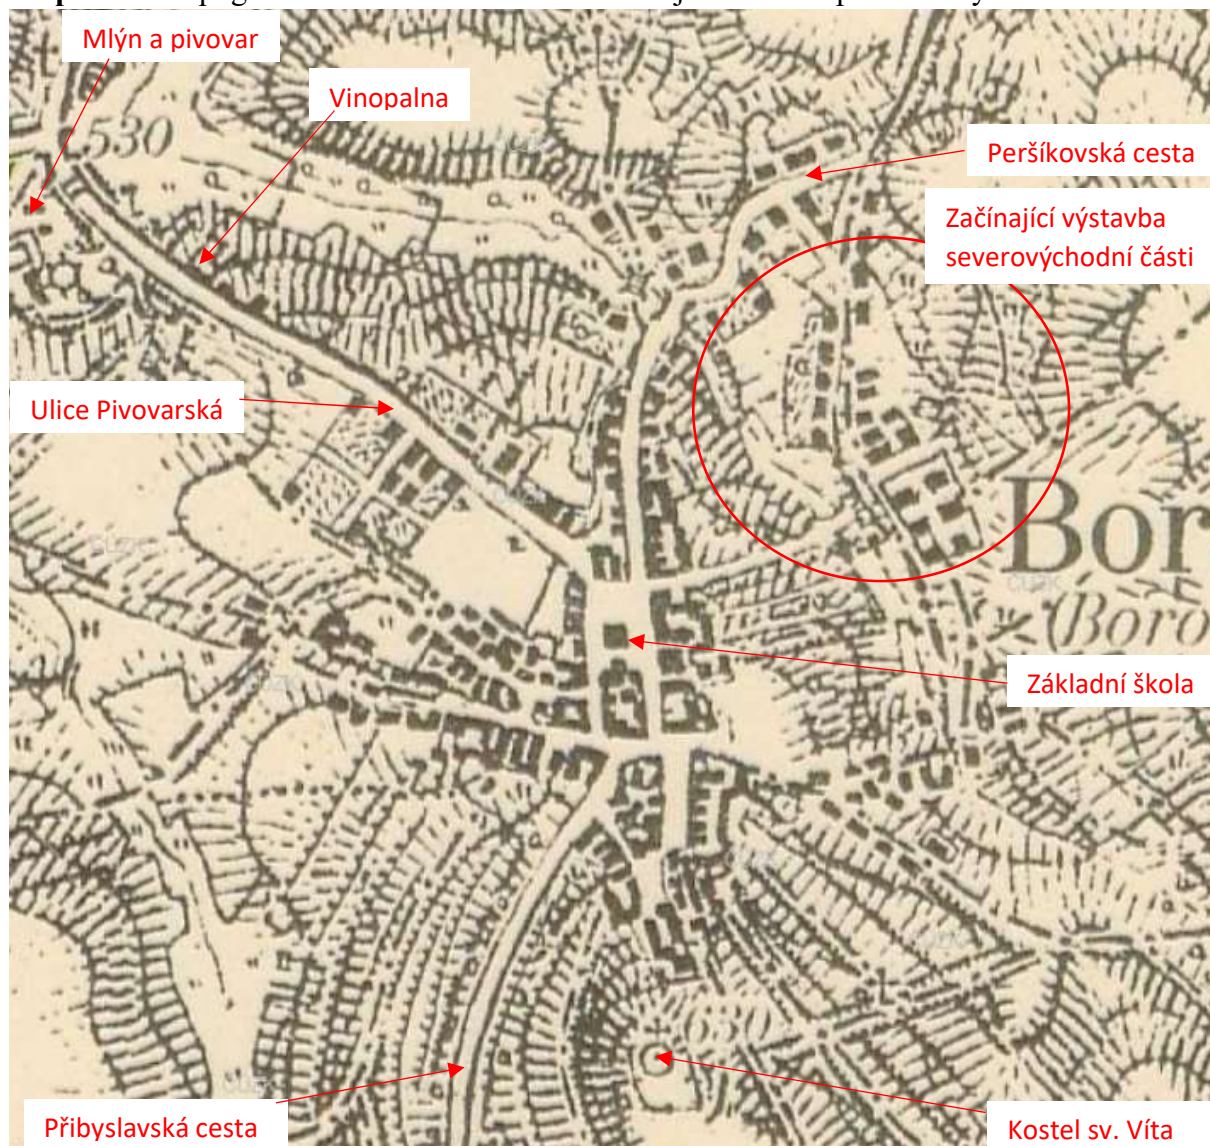 Mlýn a pivovar
Vinopalna
530
Peršíkovská cesta
Začínající výstavba
severovýchodní části
Ulice Pivovarská
Bor
(Boro
Základní škola
630
Přibyslavská cesta
Kostel sv. Víta